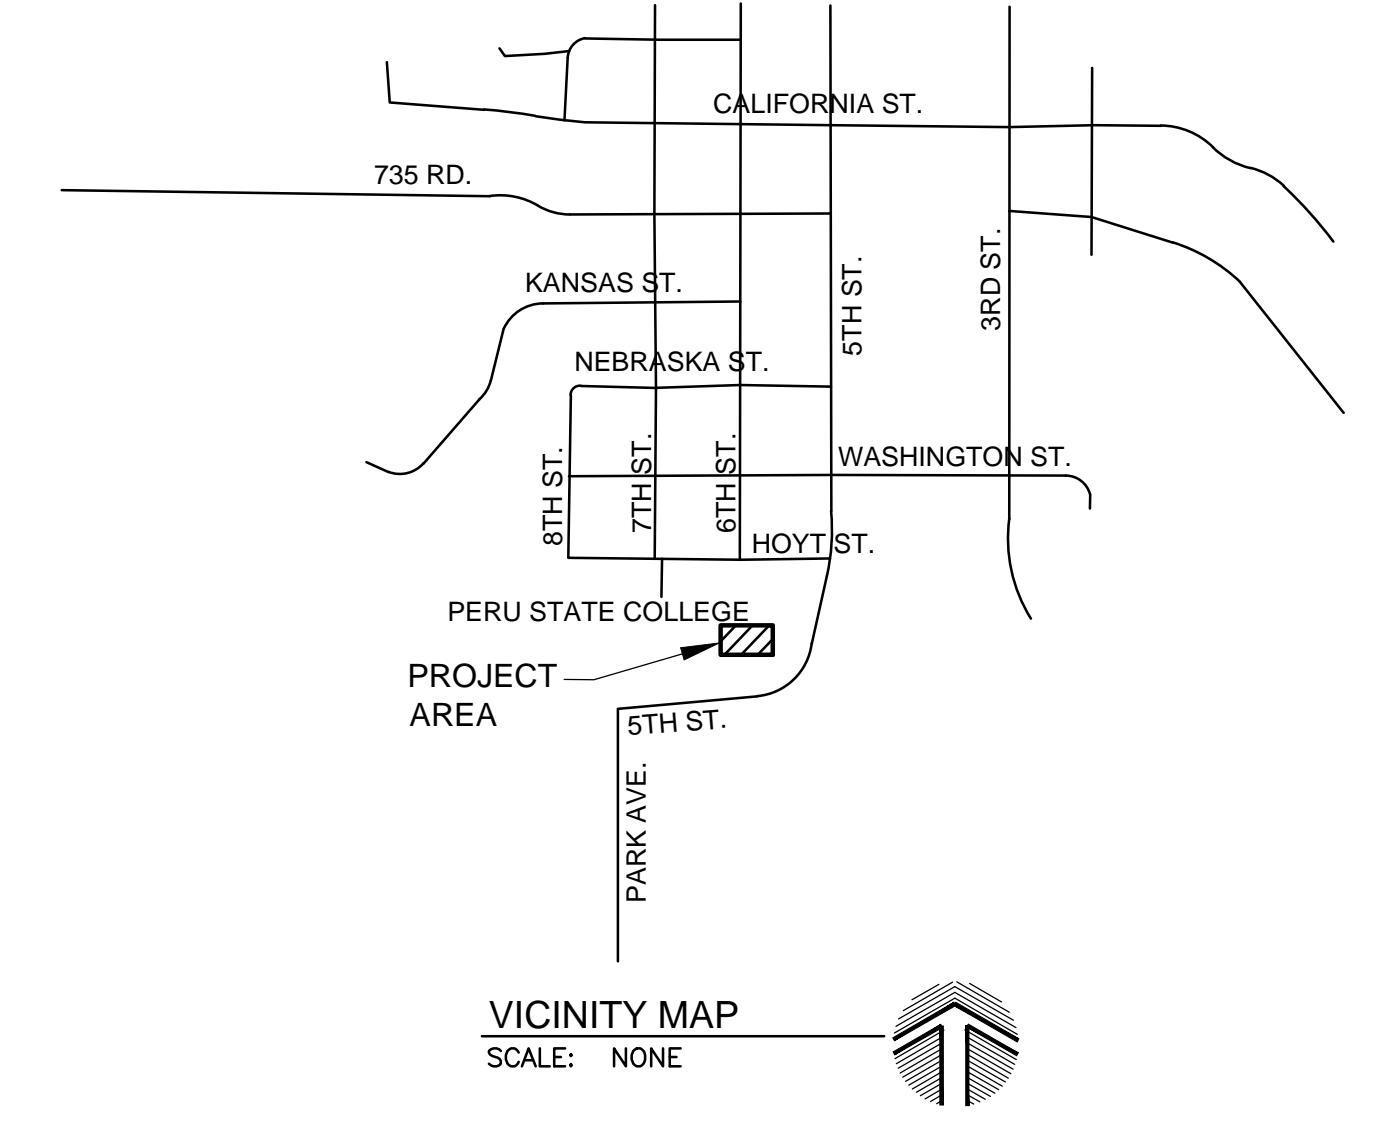 CALIFORNIA ST.
735 RD.
KANSAS ST.
5TH ST.
3RD ST.
NEBRASKA ST.
8TH ST.
7TH ST.
6TH ST.
WASHINGTON ST.
HOYT ST.
PERU STATE COLLEGE
PROJECT
AREA
5TH ST.
PARK AVE.
VICINITY MAP
SCALE: NONE